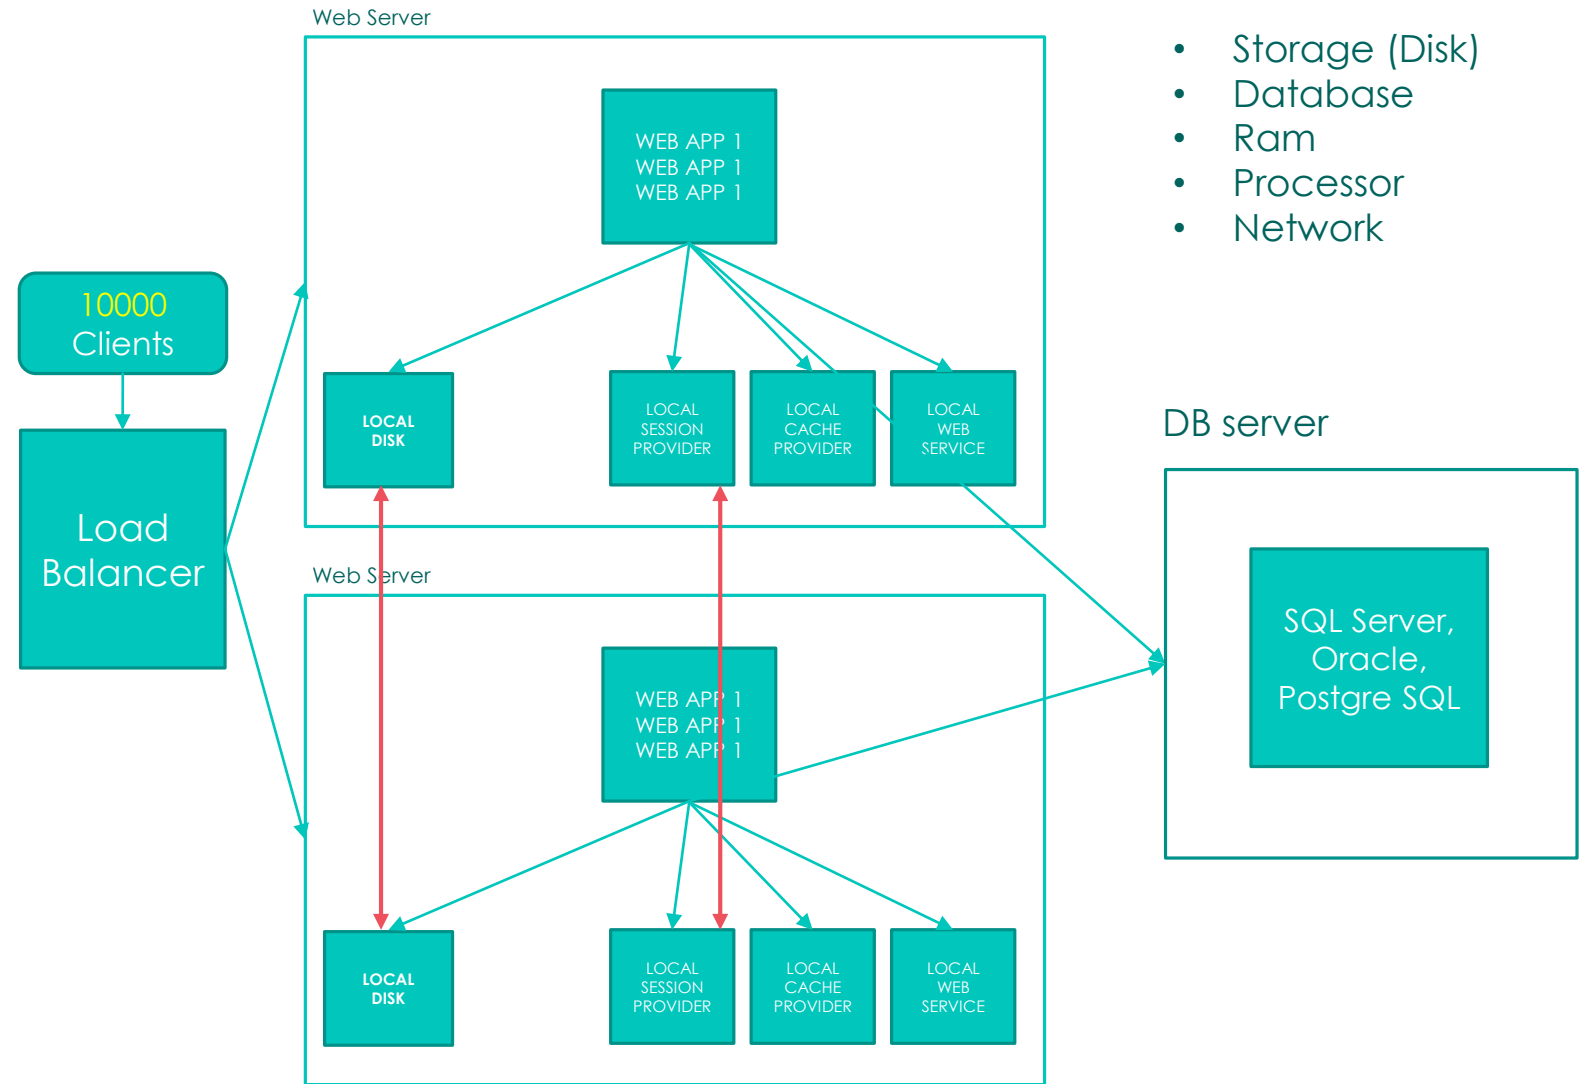 Web Server
WEB APP 1
WEB APP 1
WEB APP 1
LOCAL
DISK
LOCAL
SESSION
PROVIDER
LOCAL
CACHE
PROVIDER
LOCAL
WEB
SERVICE
10000
Clients
Load
Balancer
Web Server
WEB APP 1
WEB APP 1
WEB APP 1
LOCAL
DISK
LOCAL
SESSION
PROVIDER
LOCAL
CACHE
PROVIDER
LOCAL
WEB
SERVICE
• Storage (Disk)
• Database
• Ram
• Processor
• Network
DB server
SQL Server,
Oracle,
Postgre SQL